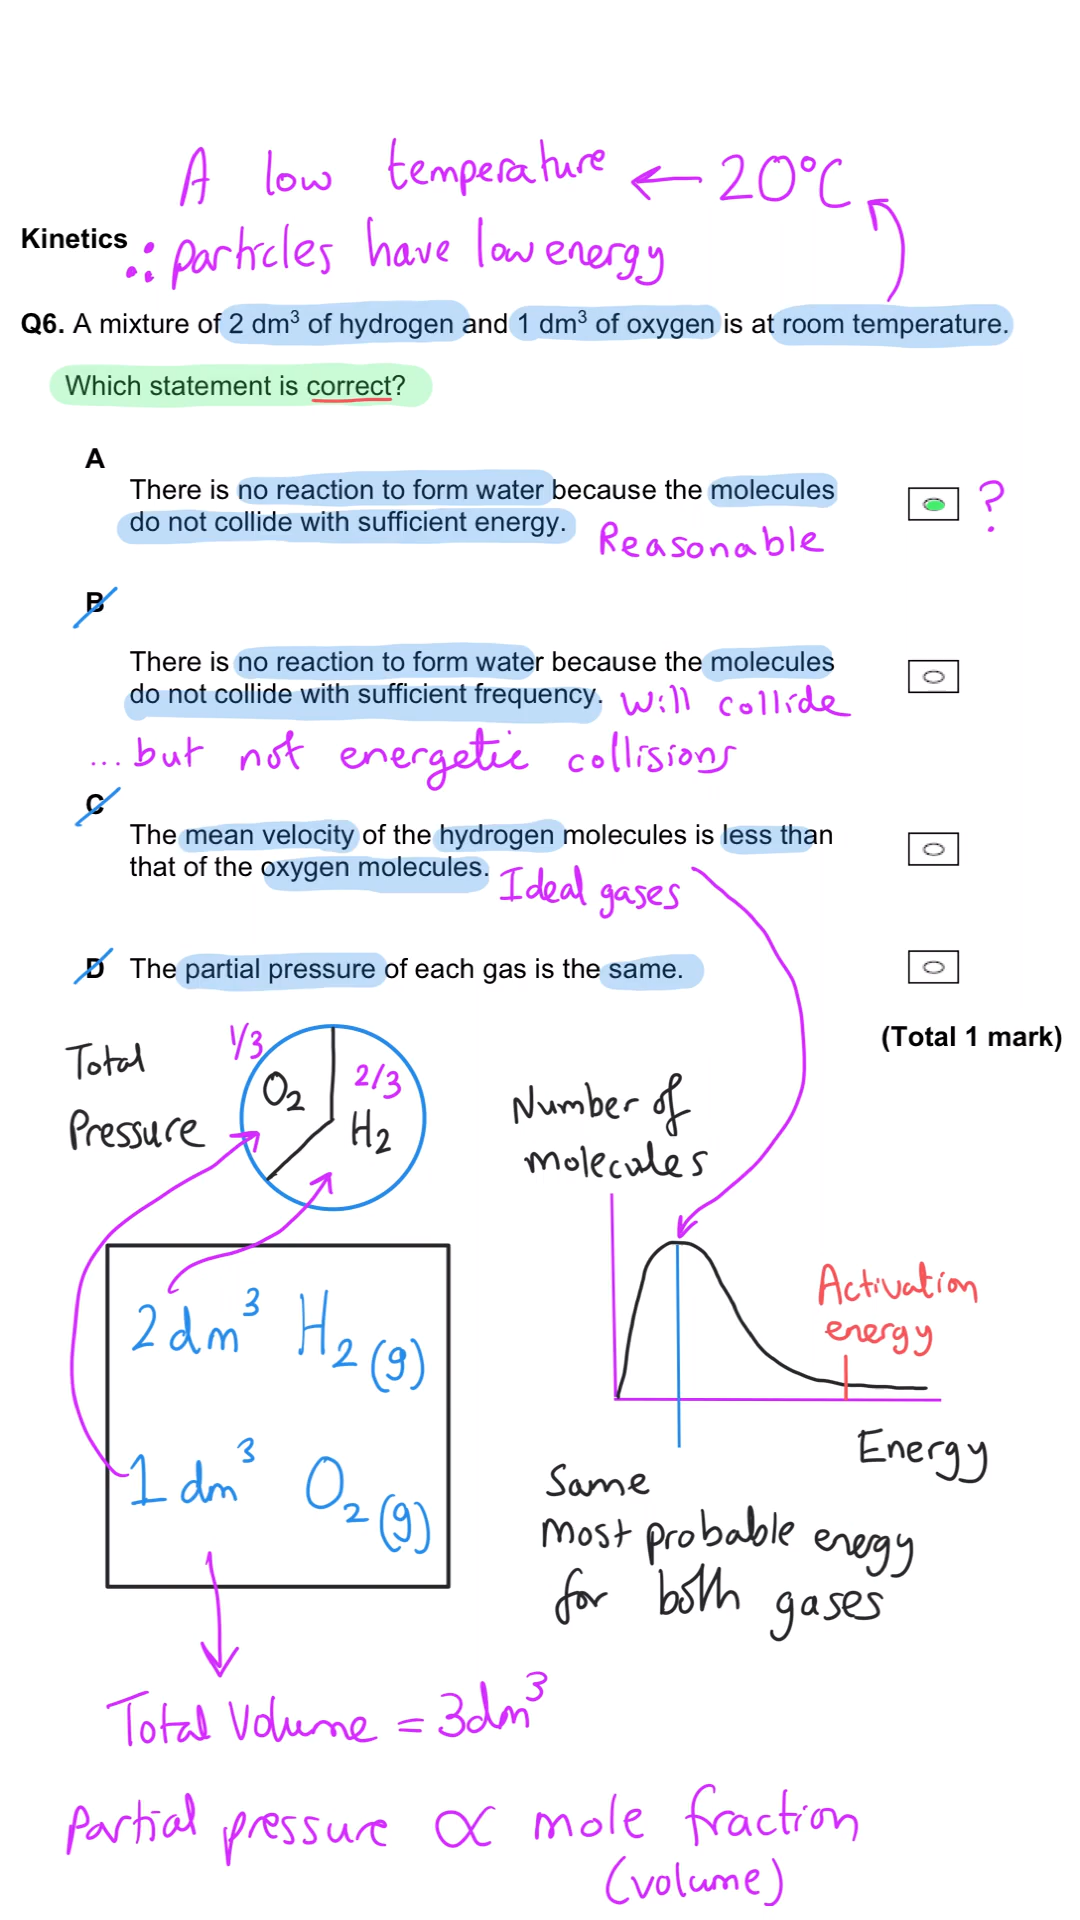 A low temperature ← 20°C
Kinetics
∴ particles have low energy
Q6. A mixture of 2 dm³ of hydrogen and 1 dm³ of oxygen is at room temperature.
Which statement is correct?
A
There is no reaction to form water because the molecules
do not collide with sufficient energy.
?
Reasonable
B
There is no reaction to form water because the molecules
do not collide with sufficient frequency.
will collide
...but not energetic collisions
C
The mean velocity of the hydrogen molecules is less than
that of the oxygen molecules.
Ideal gases
D The partial pressure of each gas is the same.
(Total 1 mark)
Total
Pressure
1/3
O₂
2/3
H₂
Number of
molecules
Activation
energy
Energy
2dm³ H₂(g)
1dm³ O₂(g)
Same
most probable energy
for both gases
Total Volume = 3dm³
Partial pressure ∝ mole fraction
(volume)